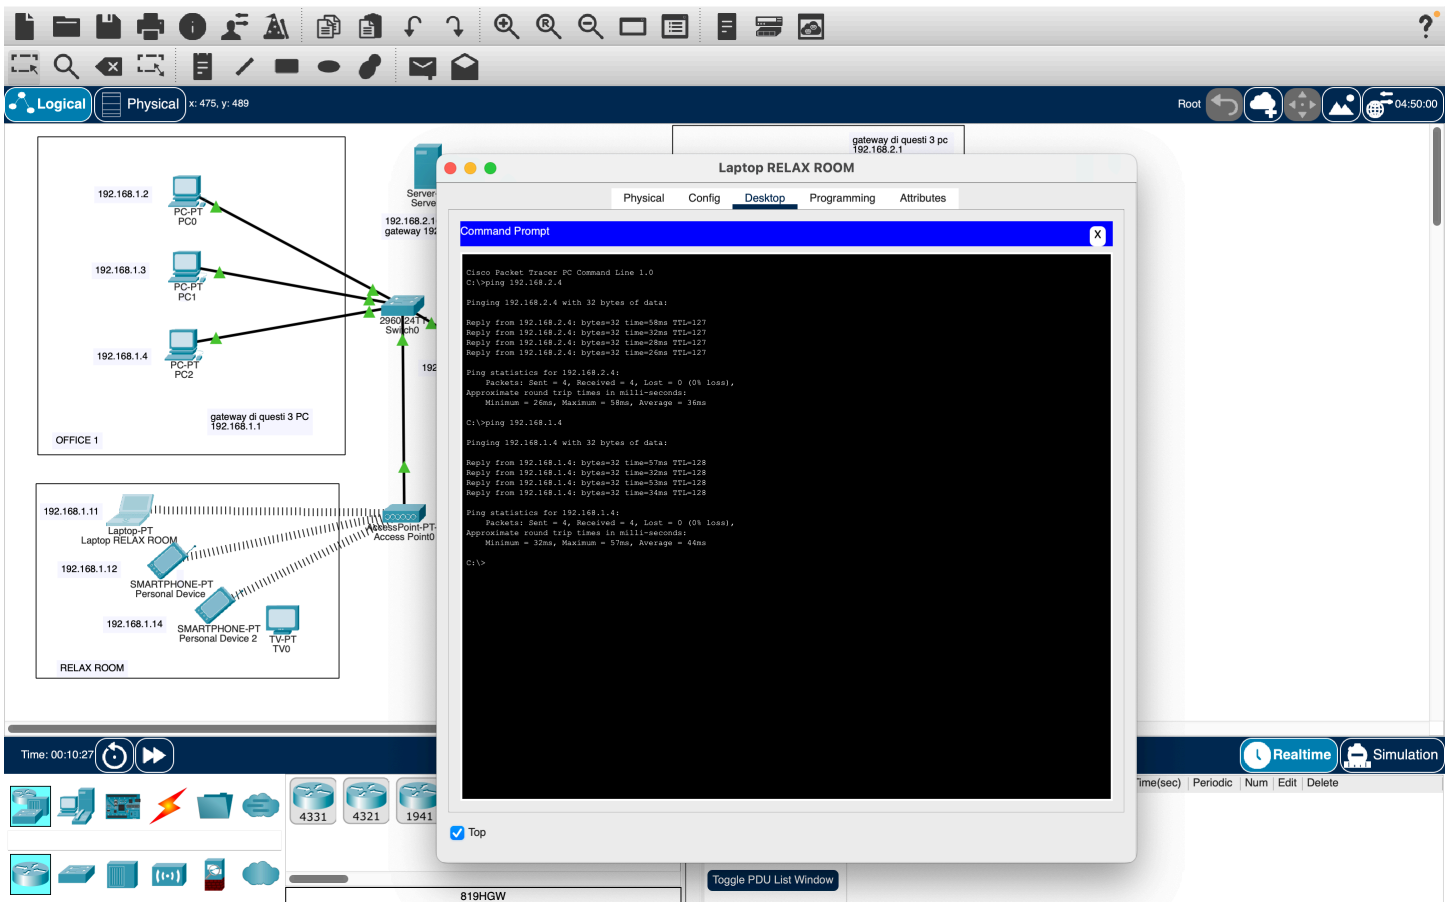 ?
Logical
Physical
x: 475, y: 489
Root
04:50:00
192.168.1.2
PC-PT
PC0
192.168.1.3
PC-PT
PC1
192.168.1.4
PC-PT
PC2
gateway di questi 3 PC
192.168.1.1
OFFICE 1
Server
Serve
192.168.2.1
gateway 192
2960-24TT
Switch0
192
gateway di questi 3 pc
192.168.2.1
192.168.1.11
Laptop-PT
Laptop RELAX ROOM
AccessPoint-PT
Access Point0
192.168.1.12
SMARTPHONE-PT
Personal Device
192.168.1.14
SMARTPHONE-PT
Personal Device 2
TV-PT
TV0
RELAX ROOM
Laptop RELAX ROOM
Physical
Config
Desktop
Programming
Attributes
Command Prompt
X
Cisco Packet Tracer PC Command Line 1.0
C:\>ping 192.168.2.4
Pinging 192.168.2.4 with 32 bytes of data:
Reply from 192.168.2.4: bytes=32 time=58ms TTL=127
Reply from 192.168.2.4: bytes=32 time=32ms TTL=127
Reply from 192.168.2.4: bytes=32 time=28ms TTL=127
Reply from 192.168.2.4: bytes=32 time=26ms TTL=127
Ping statistics for 192.168.2.4:
Packets: Sent = 4, Received = 4, Lost = 0 (0% loss),
Approximate round trip times in milli-seconds:
Minimum = 26ms, Maximum = 58ms, Average = 36ms
C:\>ping 192.168.1.4
Pinging 192.168.1.4 with 32 bytes of data:
Reply from 192.168.1.4: bytes=32 time=57ms TTL=128
Reply from 192.168.1.4: bytes=32 time=32ms TTL=128
Reply from 192.168.1.4: bytes=32 time=53ms TTL=128
Reply from 192.168.1.4: bytes=32 time=34ms TTL=128
Ping statistics for 192.168.1.4:
Packets: Sent = 4, Received = 4, Lost = 0 (0% loss),
Approximate round trip times in milli-seconds:
Minimum = 32ms, Maximum = 57ms, Average = 44ms
C:\>
Top
Time: 00:10:27
Realtime
Simulation
4331
4321
1941
819HGW
Time(sec)
Periodic
Num
Edit
Delete
Toggle PDU List Window